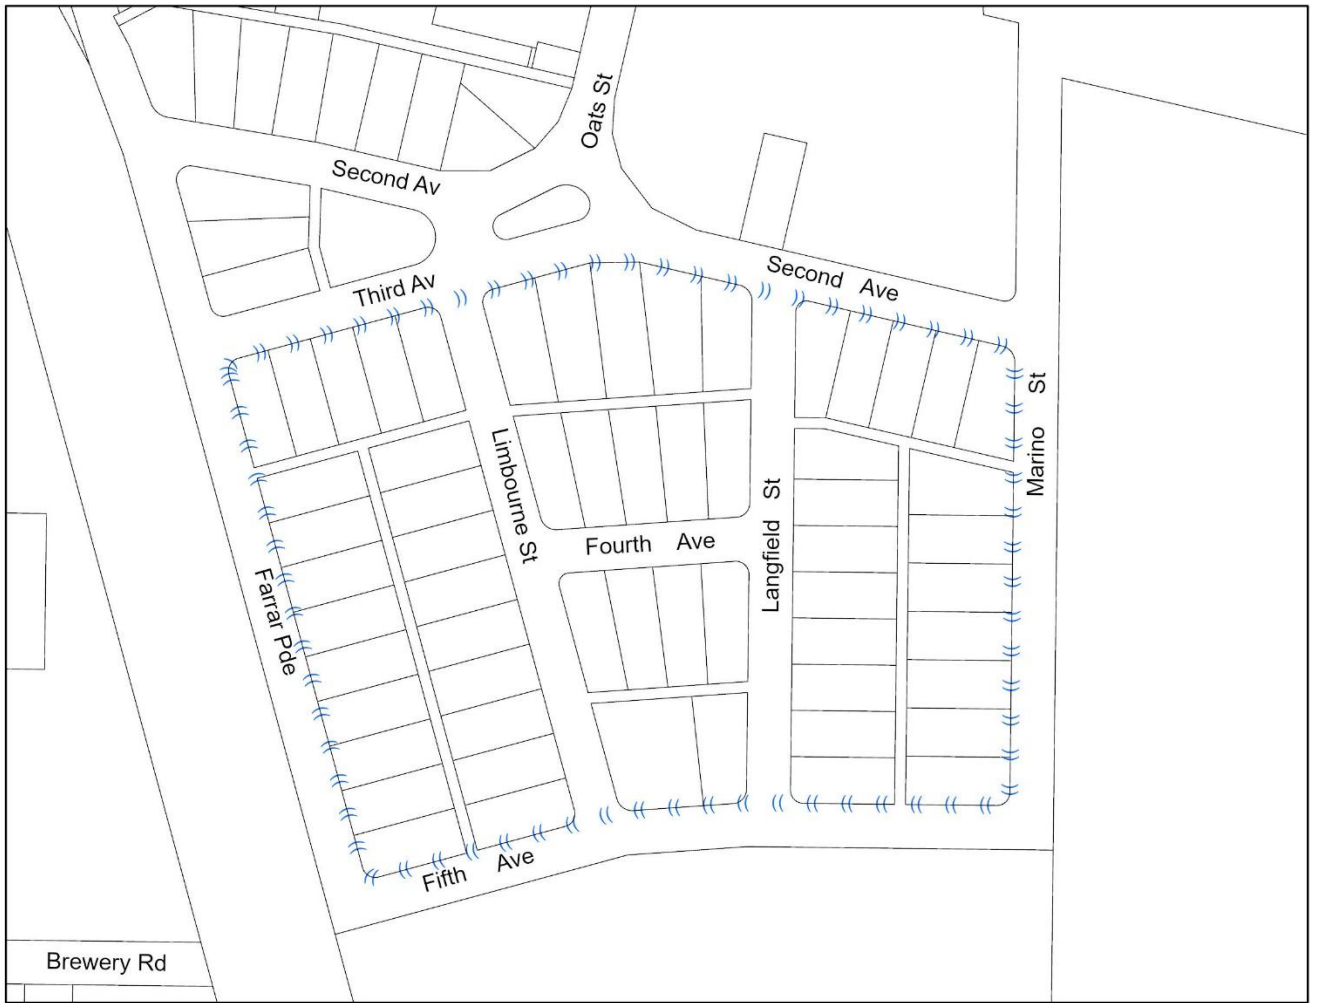 Oats St
Second Av
Third Av
Second Ave
Marino St
Limbourne St
Fourth Ave
Langfield St
Farrar Pde
Fifth Ave
Brewery Rd